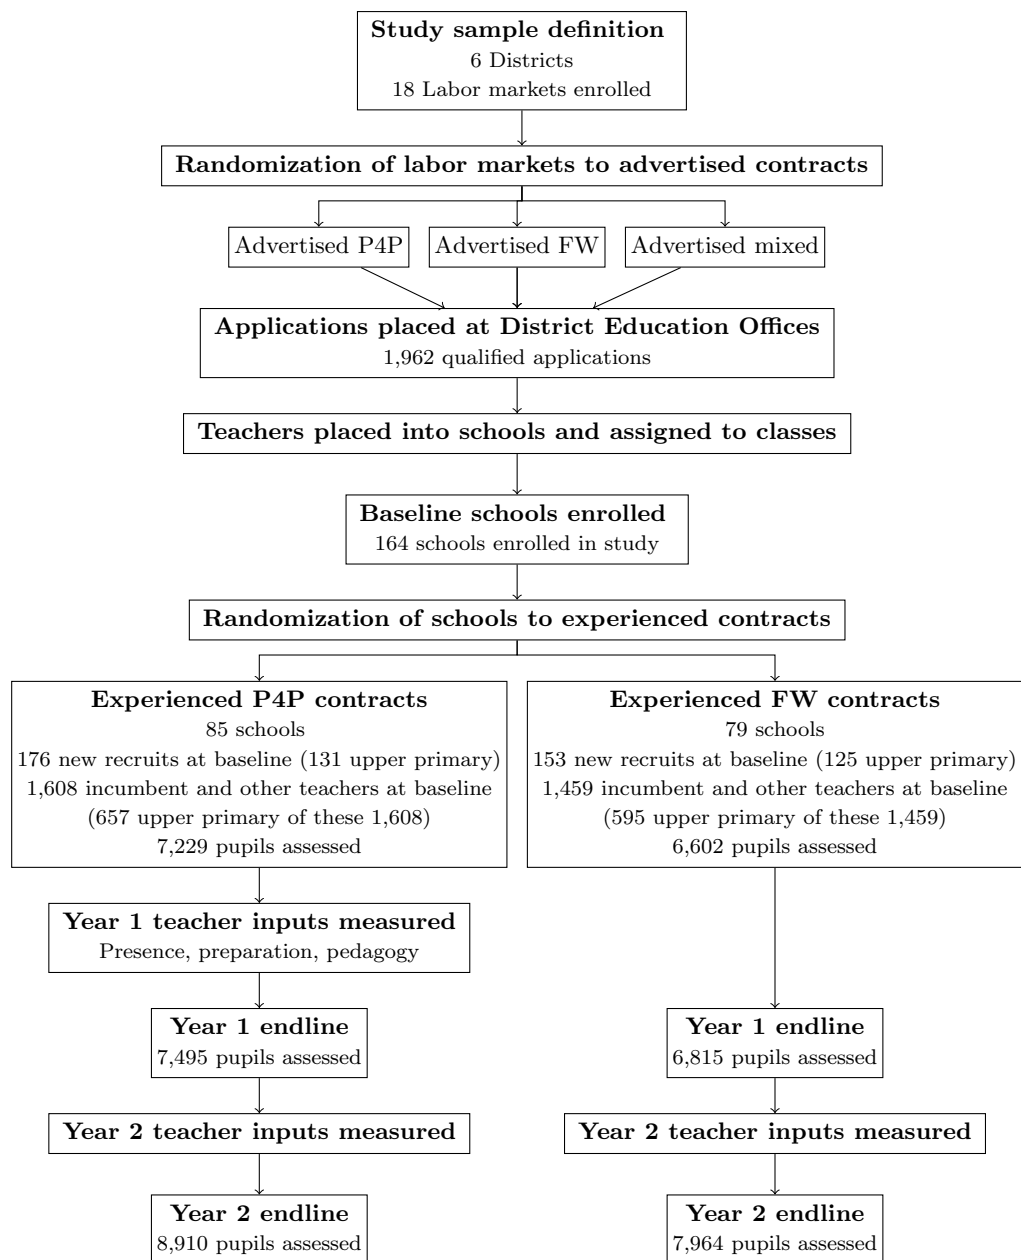 Study sample definition
6 Districts
18 Labor markets enrolled
Randomization of labor markets to advertised contracts
Advertised P4P
Advertised FW
Advertised mixed
Applications placed at District Education Offices
1,962 qualified applications
Teachers placed into schools and assigned to classes
Baseline schools enrolled
164 schools enrolled in study
Randomization of schools to experienced contracts
Experienced P4P contracts
85 schools
176 new recruits at baseline (131 upper primary)
1,608 incumbent and other teachers at baseline
(657 upper primary of these 1,608)
7,229 pupils assessed
Experienced FW contracts
79 schools
153 new recruits at baseline (125 upper primary)
1,459 incumbent and other teachers at baseline
(595 upper primary of these 1,459)
6,602 pupils assessed
Year 1 teacher inputs measured
Presence, preparation, pedagogy
Year 1 endline
7,495 pupils assessed
Year 1 endline
6,815 pupils assessed
Year 2 teacher inputs measured
Year 2 teacher inputs measured
Year 2 endline
8,910 pupils assessed
Year 2 endline
7,964 pupils assessed